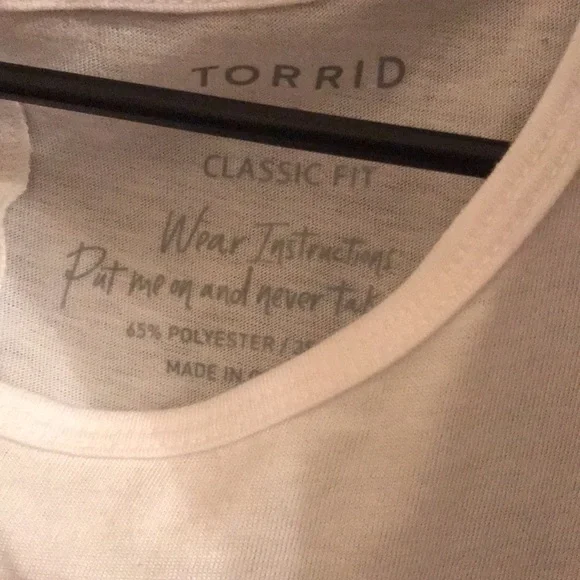 TORRID
CLASSIC FIT
Wear Instructions
Put me on and never
65% POLYESTER /
MADE IN